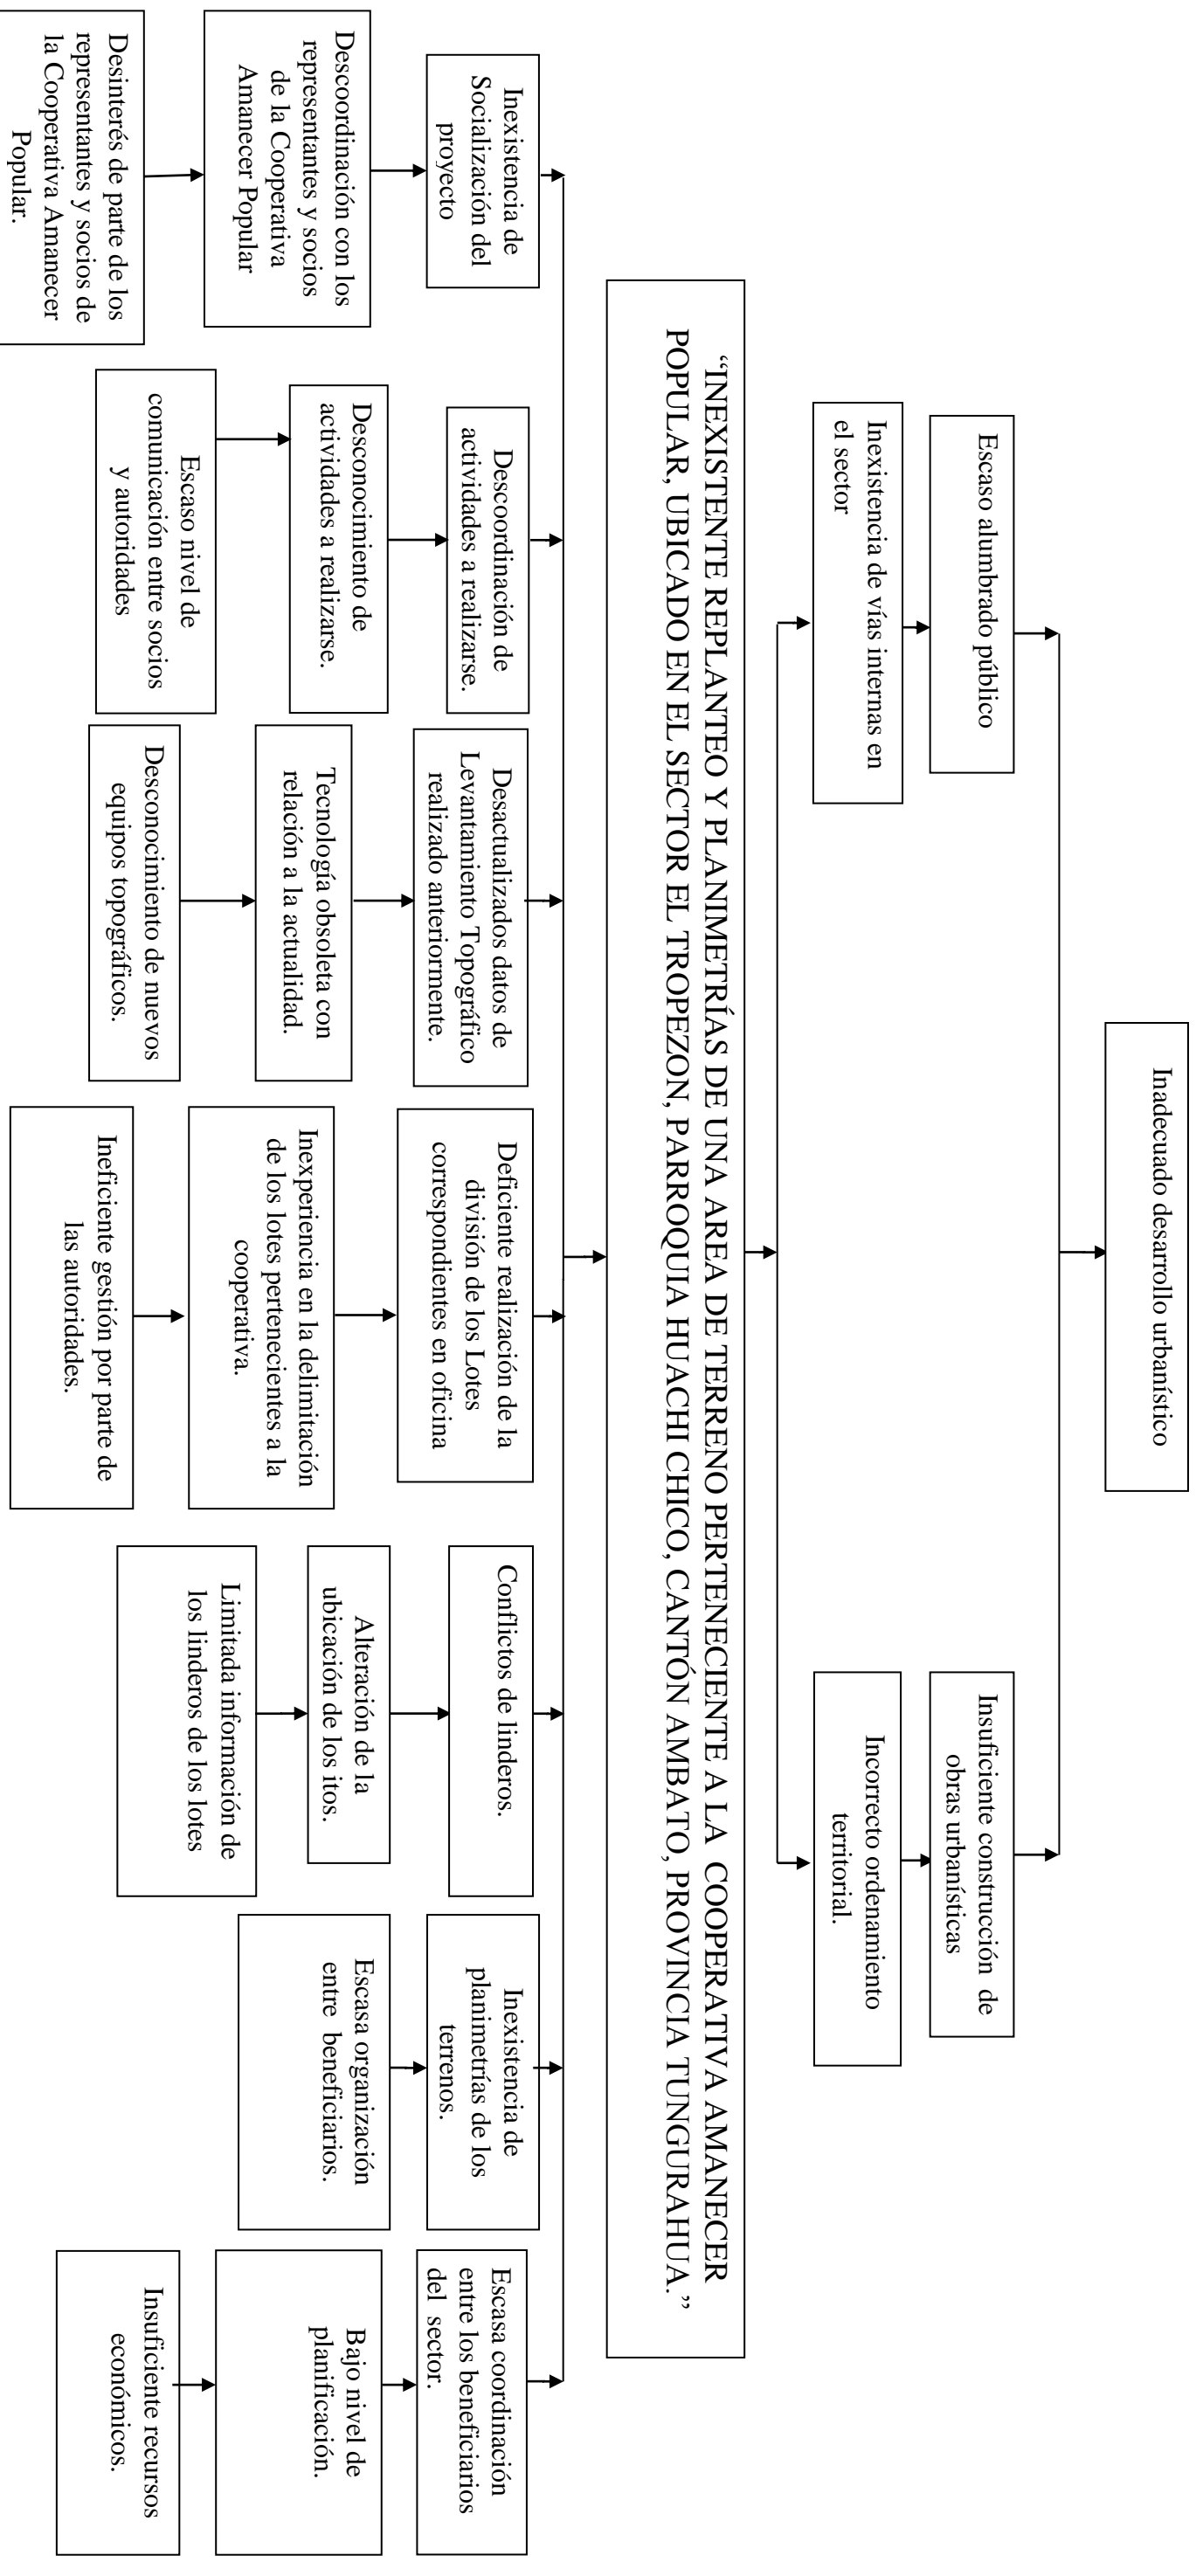 Inadecuado desarrollo urbanístico
Escaso alumbrado público
Insuficiente construcción de
obras urbanísticas
Inexistencia de vías internas en
el sector
Incorrecto ordenamiento
territorial.
“INEXISTENTE REPLANTEO Y PLANIMETRÍAS DE UNA AREA DE TERRENO PERTENECIENTE A LA COOPERATIVA AMANECER
POPULAR, UBICADO EN EL SECTOR EL TROPEZON, PARROQUIA HUACHI CHICO, CANTÓN AMBATO, PROVINCIA TUNGURAHUA.”
Inexistencia de
Socialización del
proyecto
Descoordinación de
actividades a realizarse.
Desactualizados datos de
Levantamiento Topográfico
realizado anteriormente.
Deficiente realización de la
división de los Lotes
correspondientes en oficina
Conflictos de linderos.
Inexistencia de
planimetrías de los
terrenos.
Escasa coordinación
entre los beneficiarios
del sector.
Descoordinación con los
representantes y socios
de la Cooperativa
Amanecer Popular
Desconocimiento de
actividades a realizarse.
Tecnología obsoleta con
relación a la actualidad.
Inexperiencia en la delimitación
de los lotes pertenecientes a la
cooperativa.
Alteración de la
ubicación de los itos.
Escasa organización
entre beneficiarios.
Bajo nivel de
planificación.
Desinterés de parte de los
representantes y socios de
la Cooperativa Amanecer
Popular.
Escaso nivel de
comunicación entre socios
y autoridades
Desconocimiento de nuevos
equipos topográficos.
Ineficiente gestión por parte de
las autoridades.
Limitada información de
los linderos de los lotes
Insuficiente recursos
económicos.